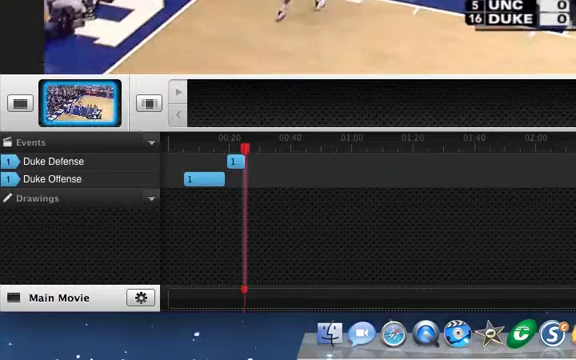 5 UNC 0
16 DUKE 0
00:20 00:40 01:00 01:20 01:40 02:00
Events
1 Duke Defense 1
1 Duke Offense 1
Drawings
Main Movie